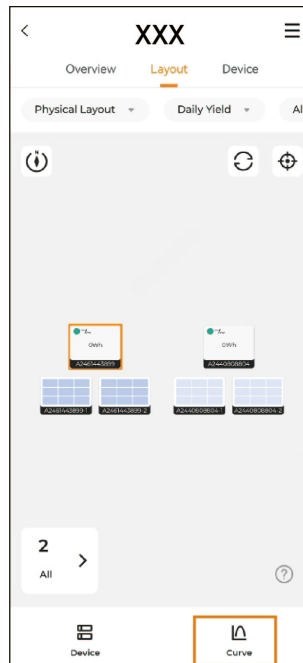 XXX
Overview Layout Device
Physical Layout Daily Yield Al
N
0Wh 0Wh
A2461443899 A2440808804
A2461443899-1 A2461443899-2 A2440808804-1 A2440808804-2
2
All
?
Device Curve